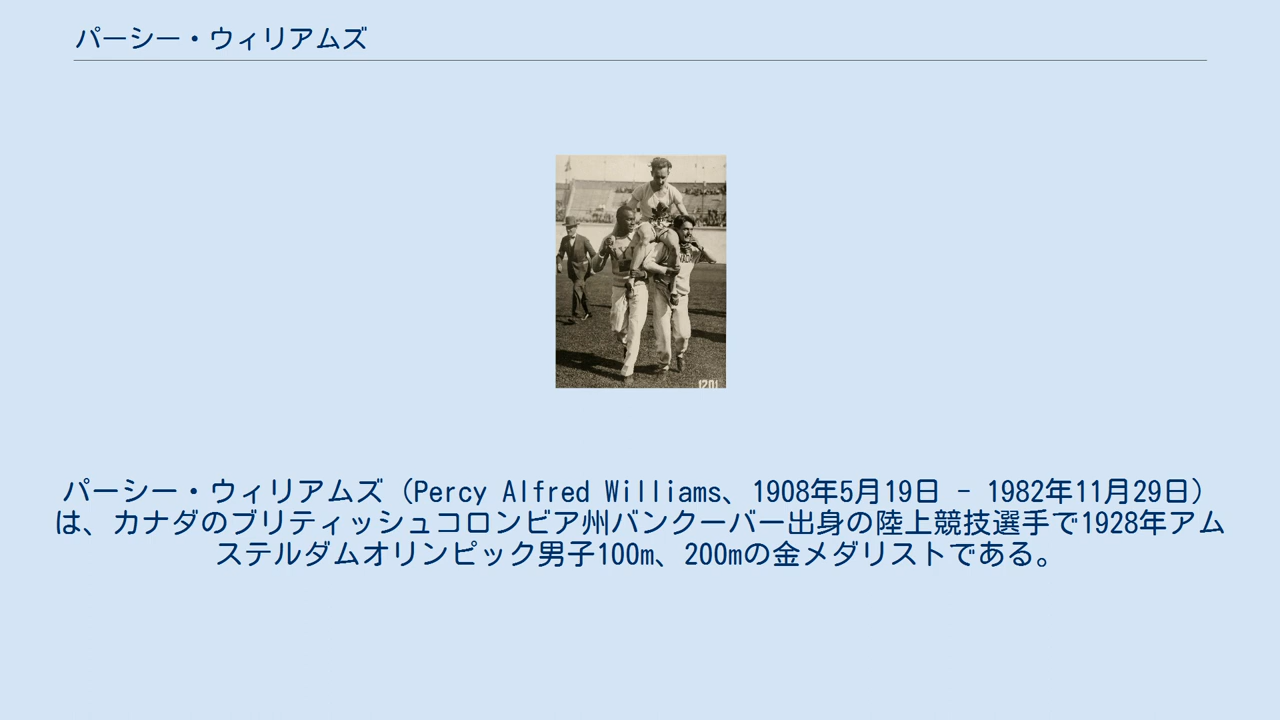 パーシー・ウィリアムズ
1201
パーシー・ウィリアムズ（Percy Alfred Williams、1908年5月19日 - 1982年11月29日）
は、カナダのブリティッシュコロンビア州バンクーバー出身の陸上競技選手で1928年アム
ステルダムオリンピック男子100m、200mの金メダリストである。